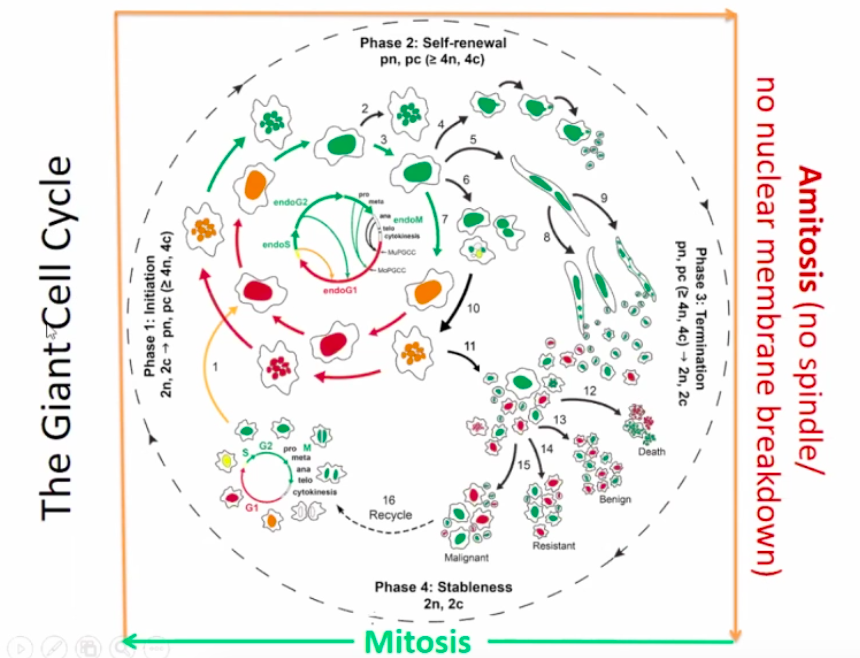 The Giant Cell Cycle
Phase 2: Self-renewal
pn, pc (≥ 4n, 4c)
Phase 1: Initiation
2n, 2c → pn, pc (≥ 4n, 4c)
2
3
4
5
6
7
8
9
10
11
12
13
14
15
1
endoG2
pro
meta
ana
telo
cytokinesis
endoM
endoS
MuPGCC
MoPGCC
endoG1
Phase 3: Termination
pn, pc (≥ 4n, 4c) → 2n, 2c
Amitosis (no spindle/
no nuclear membrane breakdown)
S
G2
pro
M
meta
ana
telo
cytokinesis
G1
16
Recycle
Death
Benign
Resistant
Malignant
Phase 4: Stableness
2n, 2c
Mitosis